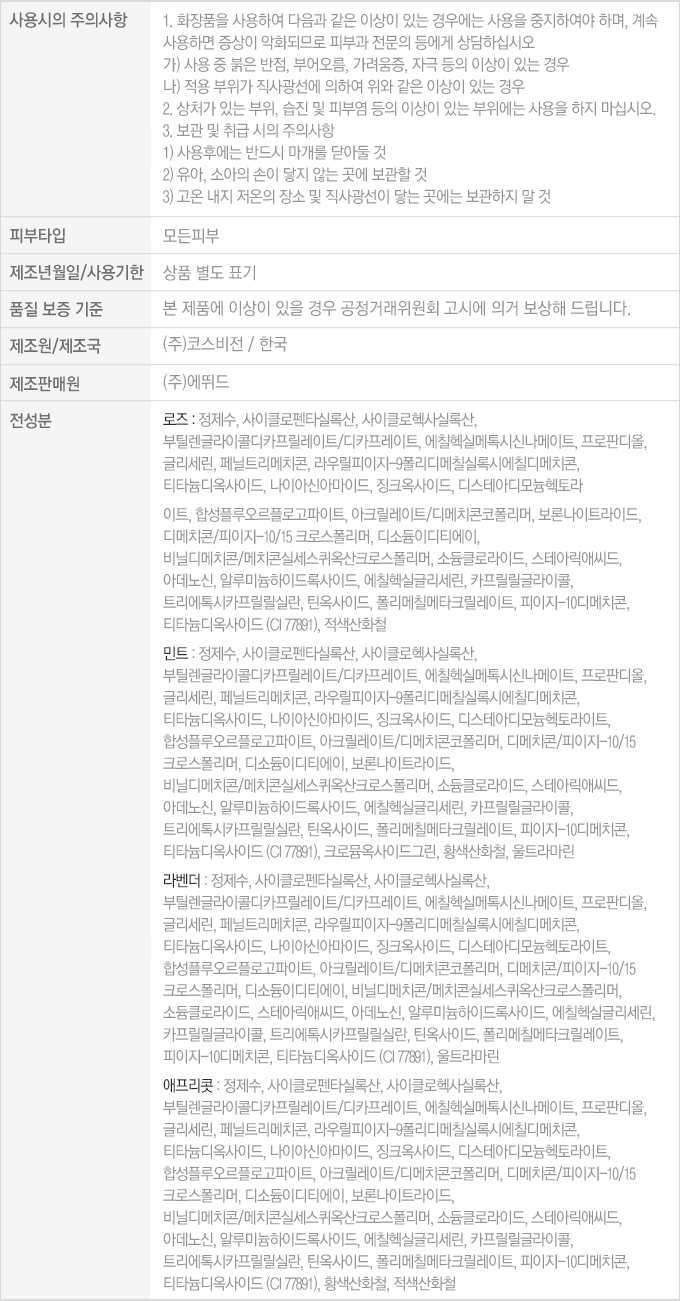 사용시의 주의사항
1. 화장품을 사용하여 다음과 같은 이상이 있는 경우에는 사용을 중지하여야 하며, 계속
사용하면 증상이 악화되므로 피부과 전문의 등에게 상담하십시오
가) 사용 중 붉은 반점, 부어오름, 가려움증, 자극 등의 이상이 있는 경우
나) 적용 부위가 직사광선에 의하여 위와 같은 이상이 있는 경우
2. 상처가 있는 부위, 습진 및 피부염 등의 이상이 있는 부위에는 사용을 하지 마십시오.
3. 보관 및 취급 시의 주의사항
1) 사용후에는 반드시 마개를 닫아둘 것
2) 유아, 소아의 손이 닿지 않는 곳에 보관할 것
3) 고온 내지 저온의 장소 및 직사광선이 닿는 곳에는 보관하지 말 것
피부타입
모든피부
제조년월일/사용기한
상품 별도 표기
품질 보증 기준
본 제품에 이상이 있을 경우 공정거래위원회 고시에 의거 보상해 드립니다.
제조원/제조국
(주)코스비전 / 한국
제조판매원
(주)에뛰드
전성분
로즈 : 정제수, 사이클로펜타실록산, 사이클로헥사실록산,
부틸렌글라이콜디카프릴레이트/디카프레이트, 에칠헥실메톡시신나메이트, 프로판디올,
글리세린, 페닐트리메치콘, 라우릴피이지-9폴리디메칠실록시에칠디메치콘,
티타늄디옥사이드, 나이아신아마이드, 징크옥사이드, 디스테아디모늄헥토라
이트, 합성플루오르플로고파이트, 아크릴레이트/디메치콘코폴리머, 보론나이트라이드,
디메치콘/피이지-10/15 크로스폴리머, 디소듐이디티에이,
비닐디메치콘/메치콘실세스퀴옥산크로스폴리머, 소듐클로라이드, 스테아릭애씨드,
아데노신, 알루미늄하이드록사이드, 에칠헥실글리세린, 카프릴릴글라이콜,
트리에톡시카프릴릴실란, 틴옥사이드, 폴리메칠메타크릴레이트, 피이지-10디메치콘,
티타늄디옥사이드 (CI 77891), 적색산화철
민트 : 정제수, 사이클로펜타실록산, 사이클로헥사실록산,
부틸렌글라이콜디카프릴레이트/디카프레이트, 에칠헥실메톡시신나메이트, 프로판디올,
글리세린, 페닐트리메치콘, 라우릴피이지-9폴리디메칠실록시에칠디메치콘,
티타늄디옥사이드, 나이아신아마이드, 징크옥사이드, 디스테아디모늄헥토라이트,
합성플루오르플로고파이트, 아크릴레이트/디메치콘코폴리머, 디메치콘/피이지-10/15
크로스폴리머, 디소듐이디티에이, 보론나이트라이드,
비닐디메치콘/메치콘실세스퀴옥산크로스폴리머, 소듐클로라이드, 스테아릭애씨드,
아데노신, 알루미늄하이드록사이드, 에칠헥실글리세린, 카프릴릴글라이콜,
트리에톡시카프릴릴실란, 틴옥사이드, 폴리메칠메타크릴레이트, 피이지-10디메치콘,
티타늄디옥사이드 (CI 77891), 크로뮴옥사이드그린, 황색산화철, 울트라마린
라벤더 : 정제수, 사이클로펜타실록산, 사이클로헥사실록산,
부틸렌글라이콜디카프릴레이트/디카프레이트, 에칠헥실메톡시신나메이트, 프로판디올,
글리세린, 페닐트리메치콘, 라우릴피이지-9폴리디메칠실록시에칠디메치콘,
티타늄디옥사이드, 나이아신아마이드, 징크옥사이드, 디스테아디모늄헥토라이트,
합성플루오르플로고파이트, 아크릴레이트/디메치콘코폴리머, 디메치콘/피이지-10/15
크로스폴리머, 디소듐이디티에이, 비닐디메치콘/메치콘실세스퀴옥산크로스폴리머,
소듐클로라이드, 스테아릭애씨드, 아데노신, 알루미늄하이드록사이드, 에칠헥실글리세린,
카프릴릴글라이콜, 트리에톡시카프릴릴실란, 틴옥사이드, 폴리메칠메타크릴레이트,
피이지-10디메치콘, 티타늄디옥사이드 (CI 77891), 울트라마린
애프리콧 : 정제수, 사이클로펜타실록산, 사이클로헥사실록산,
부틸렌글라이콜디카프릴레이트/디카프레이트, 에칠헥실메톡시신나메이트, 프로판디올,
글리세린, 페닐트리메치콘, 라우릴피이지-9폴리디메칠실록시에칠디메치콘,
티타늄디옥사이드, 나이아신아마이드, 징크옥사이드, 디스테아디모늄헥토라이트,
합성플루오르플로고파이트, 아크릴레이트/디메치콘코폴리머, 디메치콘/피이지-10/15
크로스폴리머, 디소듐이디티에이, 보론나이트라이드,
비닐디메치콘/메치콘실세스퀴옥산크로스폴리머, 소듐클로라이드, 스테아릭애씨드,
아데노신, 알루미늄하이드록사이드, 에칠헥실글리세린, 카프릴릴글라이콜,
트리에톡시카프릴릴실란, 틴옥사이드, 폴리메칠메타크릴레이트, 피이지-10디메치콘,
티타늄디옥사이드 (CI 77891), 황색산화철, 적색산화철